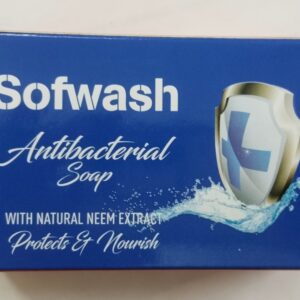 Sofwash
Antibacterial
Soap
WITH NATURAL NEEM EXTRACT
Protects & Nourish